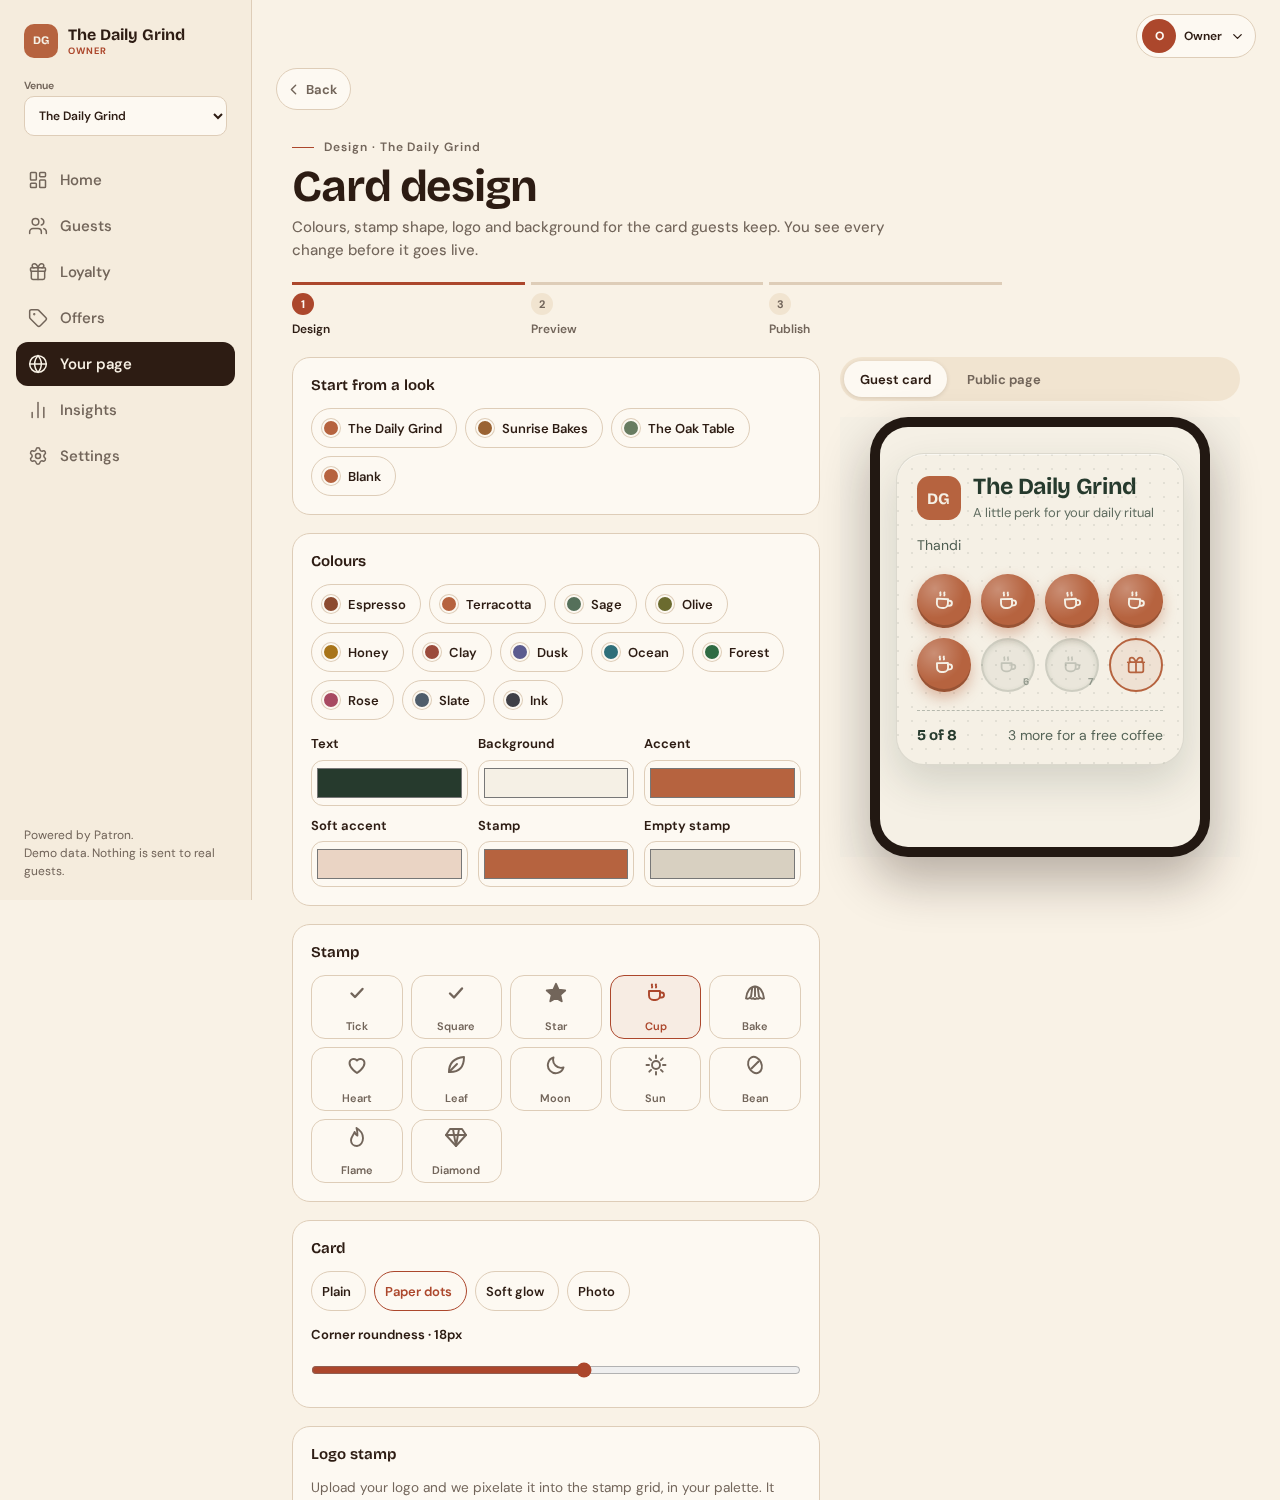 DG
The Daily Grind
OWNER
Venue
The Daily Grind
Home
Guests
Loyalty
Offers
Your page
Insights
Settings
Powered by Patron.
Demo data. Nothing is sent to real
guests.
O
Owner
Back
Design · The Daily Grind
Card design
Colours, stamp shape, logo and background for the card guests keep. You see every
change before it goes live.
1
Design
2
Preview
3
Publish
Start from a look
The Daily Grind
Sunrise Bakes
The Oak Table
Blank
Colours
Espresso
Terracotta
Sage
Olive
Honey
Clay
Dusk
Ocean
Forest
Rose
Slate
Ink
Text
Background
Accent
Soft accent
Stamp
Empty stamp
Stamp
Tick
Square
Star
Cup
Bake
Heart
Leaf
Moon
Sun
Bean
Flame
Diamond
Card
Plain
Paper dots
Soft glow
Photo
Corner roundness · 18px
Logo stamp
Upload your logo and we pixelate it into the stamp grid, in your palette. It
Guest card
Public page
DG
The Daily Grind
A little perk for your daily ritual
Thandi
6
7
5 of 8
3 more for a free coffee